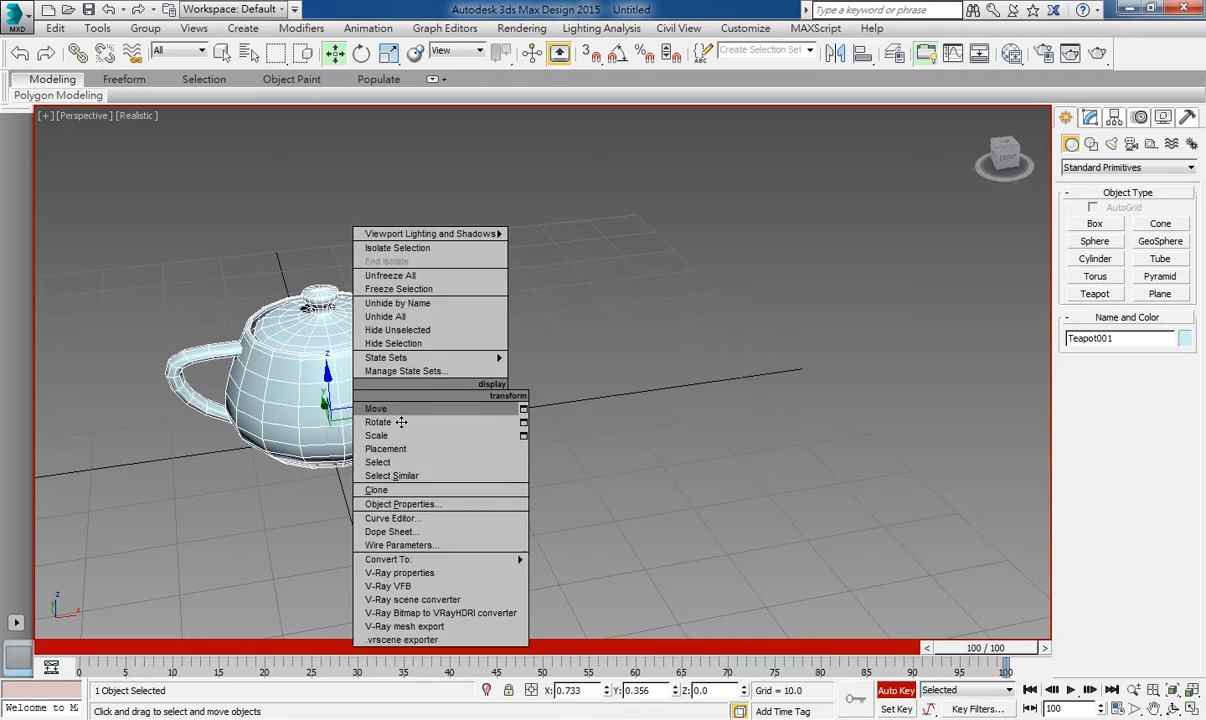 Workspace: Default
Autodesk 3ds Max Design 2015
Untitled
Type a keyword or phrase
MXD
Edit
Tools
Group
Views
Create
Modifiers
Animation
Graph Editors
Rendering
Lighting Analysis
Civil View
Customize
MAXScript
Help
All
View
3
Create Selection Set
Modeling
Freeform
Selection
Object Paint
Populate
Polygon Modeling
[+] [Perspective] [Realistic]
FRONT
Standard Primitives
Object Type
AutoGrid
Box
Cone
Sphere
GeoSphere
Cylinder
Tube
Torus
Pyramid
Teapot
Plane
Name and Color
Teapot001
Viewport Lighting and Shadows
Isolate Selection
End Isolate
Unfreeze All
Freeze Selection
Unhide by Name
Unhide All
Hide Unselected
Hide Selection
State Sets
Manage State Sets...
display
transform
Move
Rotate
Scale
Placement
Select
Select Similar
Clone
Object Properties...
Curve Editor...
Dope Sheet...
Wire Parameters...
Convert To:
V-Ray properties
V-Ray VFB
V-Ray scene converter
V-Ray Bitmap to VRayHDRI converter
V-Ray mesh export
.vrscene exporter
z
y
z
y
x
< 100 / 100 >
0 5 10 15 20 25 30 35 40 45 50 55 60 65 70 75 80 85 90 95 100
1 Object Selected
X: 0.733
Y: 0.356
Z: 0.0
Grid = 10.0
Auto Key
Selected
Welcome to Ma
Click and drag to select and move objects
Add Time Tag
Set Key
Key Filters...
100